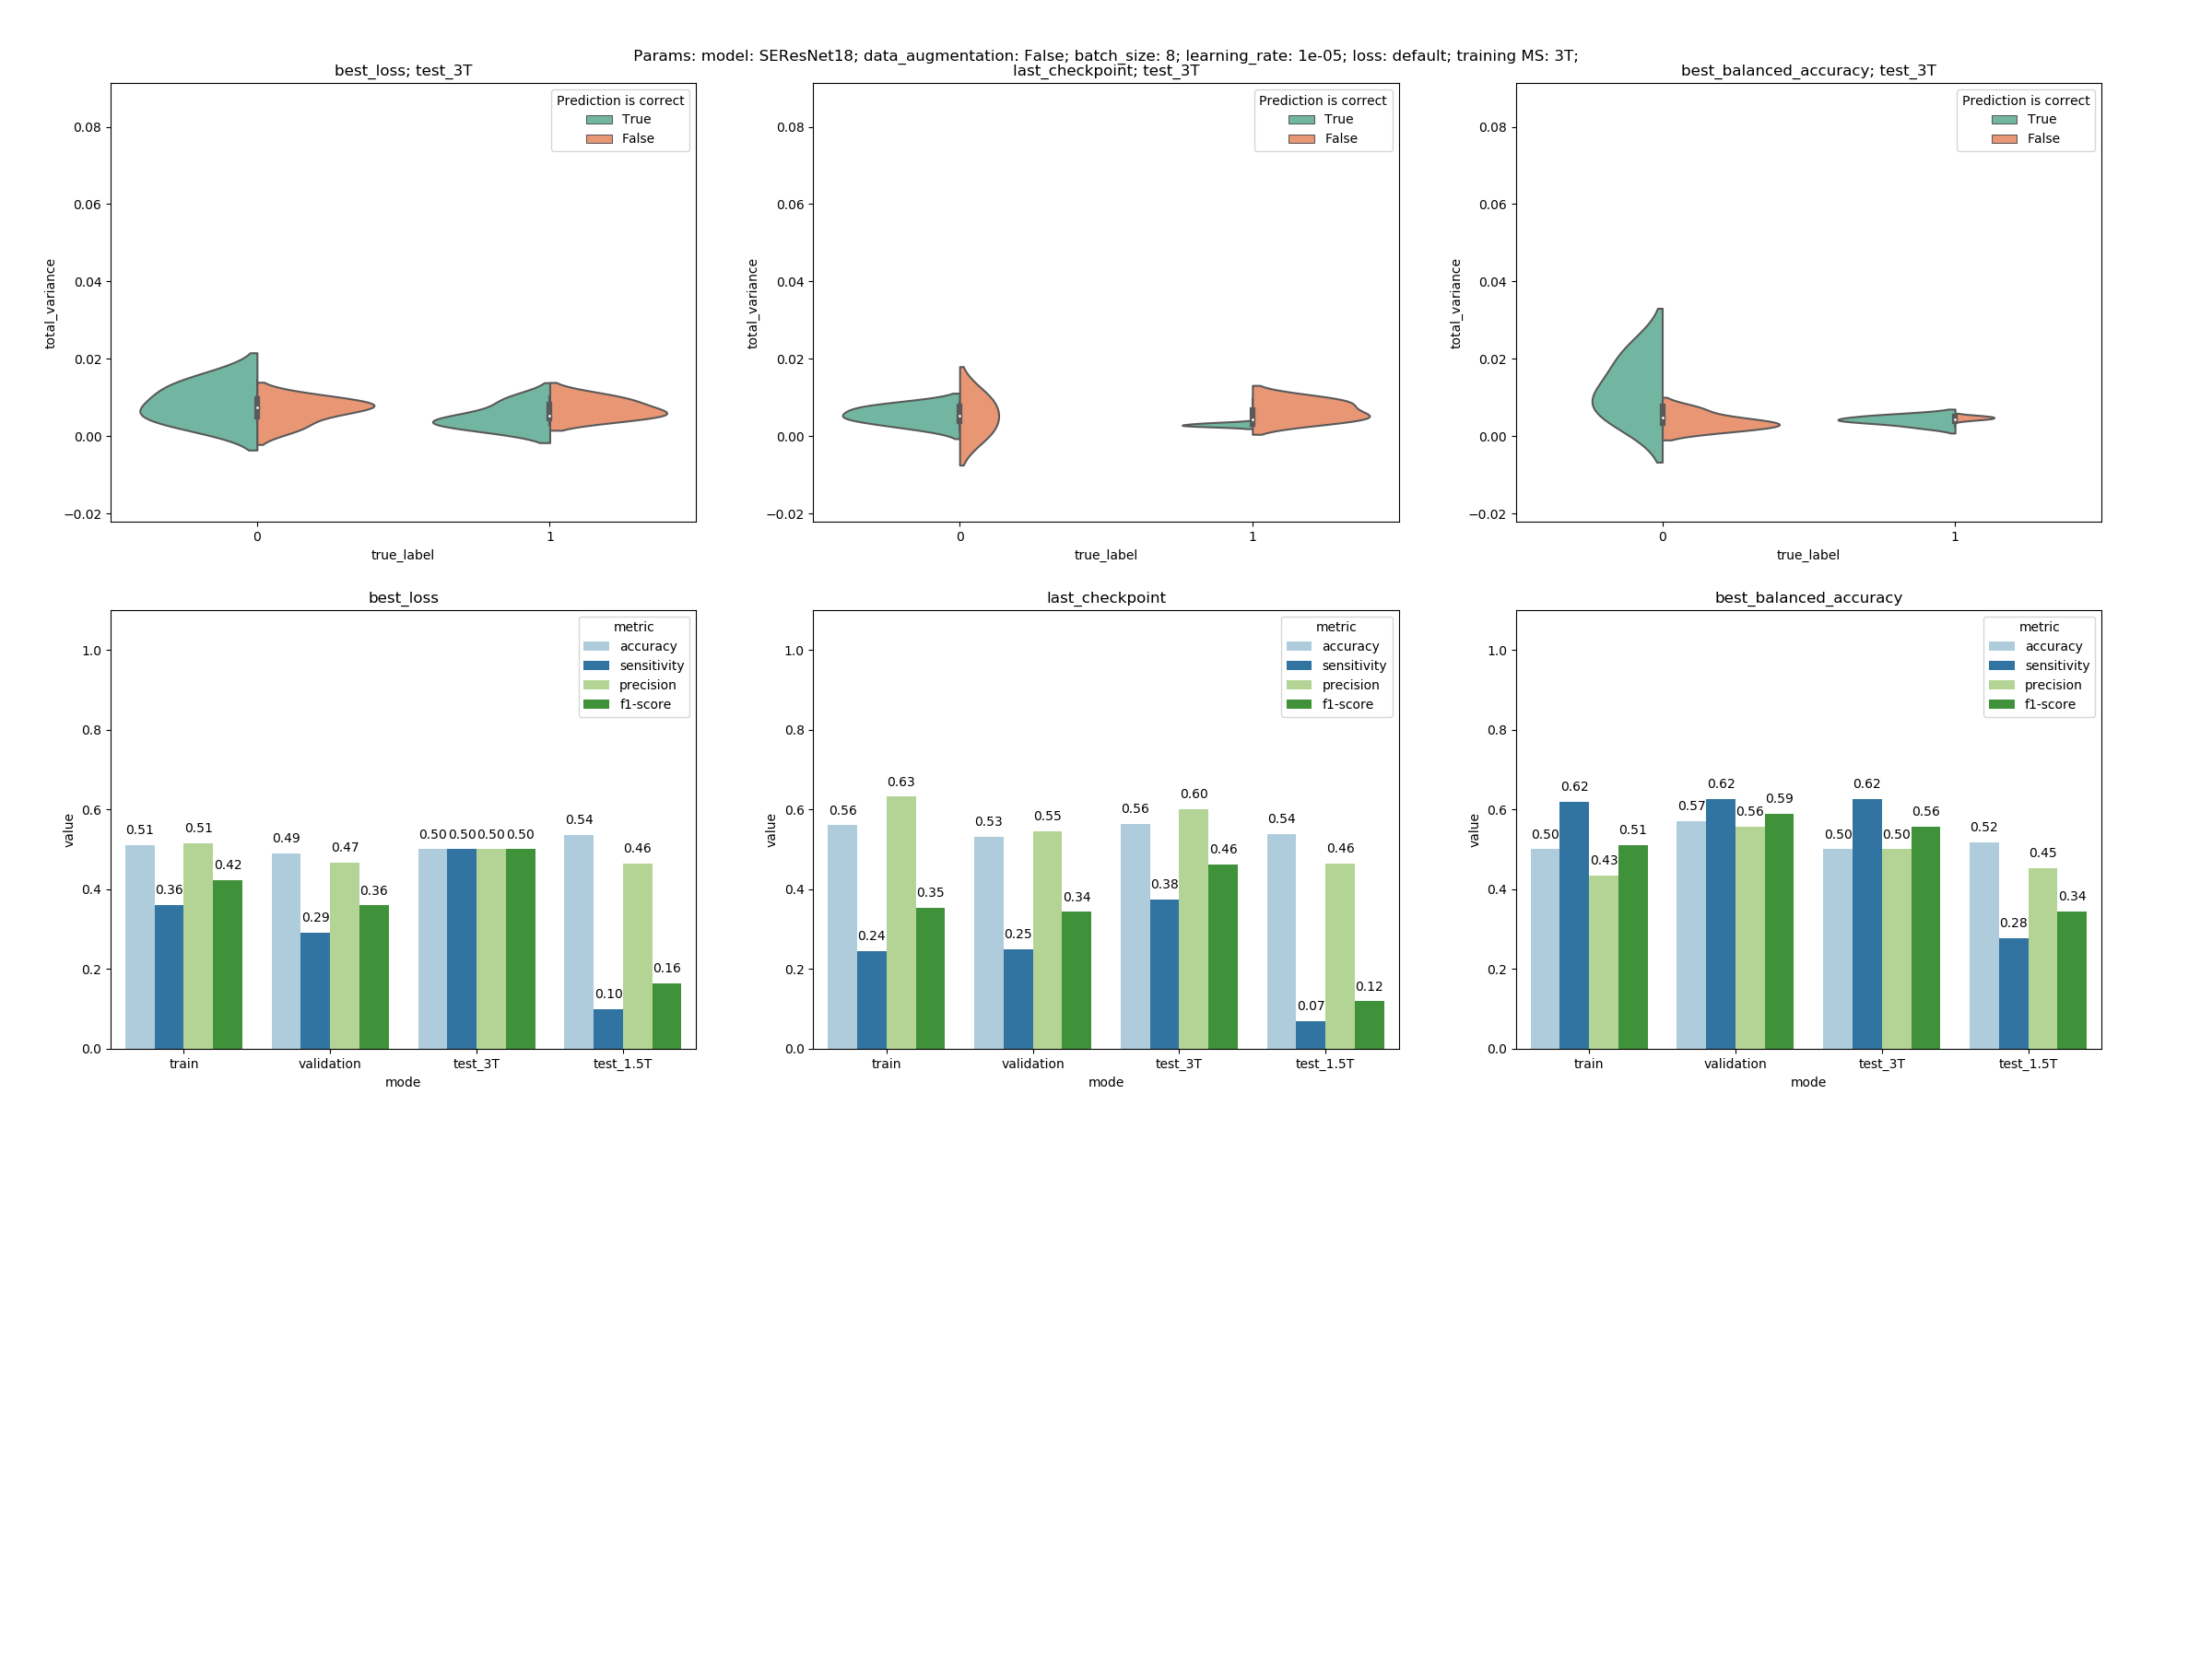 Params: model: SEResNet18; data_augmentation: False; batch_size: 8; learning_rate: 1e-05; loss: default; training MS: 3T;
best_loss; test_3T
Prediction is correct
True
False
0.08
0.06
0.04
0.02
0.00
−0.02
total_variance
0 1
true_label
last_checkpoint; test_3T
Prediction is correct
True
False
0.08
0.06
0.04
0.02
0.00
−0.02
total_variance
0 1
true_label
best_balanced_accuracy; test_3T
Prediction is correct
True
False
0.08
0.06
0.04
0.02
0.00
−0.02
total_variance
0 1
true_label
best_loss
metric
accuracy
sensitivity
precision
f1-score
1.0
0.8
0.6
0.4
0.2
0.0
value
0.51 0.36 0.51 0.42
0.49 0.29 0.47 0.36
0.50 0.50 0.50 0.50
0.54 0.10 0.46 0.16
train validation test_3T test_1.5T
mode
last_checkpoint
metric
accuracy
sensitivity
precision
f1-score
1.0
0.8
0.6
0.4
0.2
0.0
value
0.56 0.24 0.63 0.35
0.53 0.25 0.55 0.34
0.56 0.38 0.60 0.46
0.54 0.07 0.46 0.12
train validation test_3T test_1.5T
mode
best_balanced_accuracy
metric
accuracy
sensitivity
precision
f1-score
1.0
0.8
0.6
0.4
0.2
0.0
value
0.50 0.62 0.43 0.51
0.57 0.62 0.56 0.59
0.50 0.62 0.50 0.56
0.52 0.28 0.45 0.34
train validation test_3T test_1.5T
mode